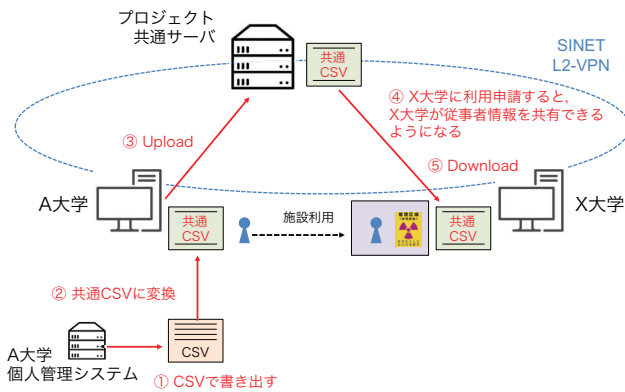 プロジェクト
共通サーバ
共通
CSV
SINET
L2-VPN
④ X大学に利用申請すると，
X大学が従事者情報を共有できる
ようになる
③ Upload
⑤ Download
A大学
共通
CSV
施設利用
管理区域
共通
CSV
X大学
② 共通CSVに変換
A大学
個人管理システム
CSV
① CSVで書き出す